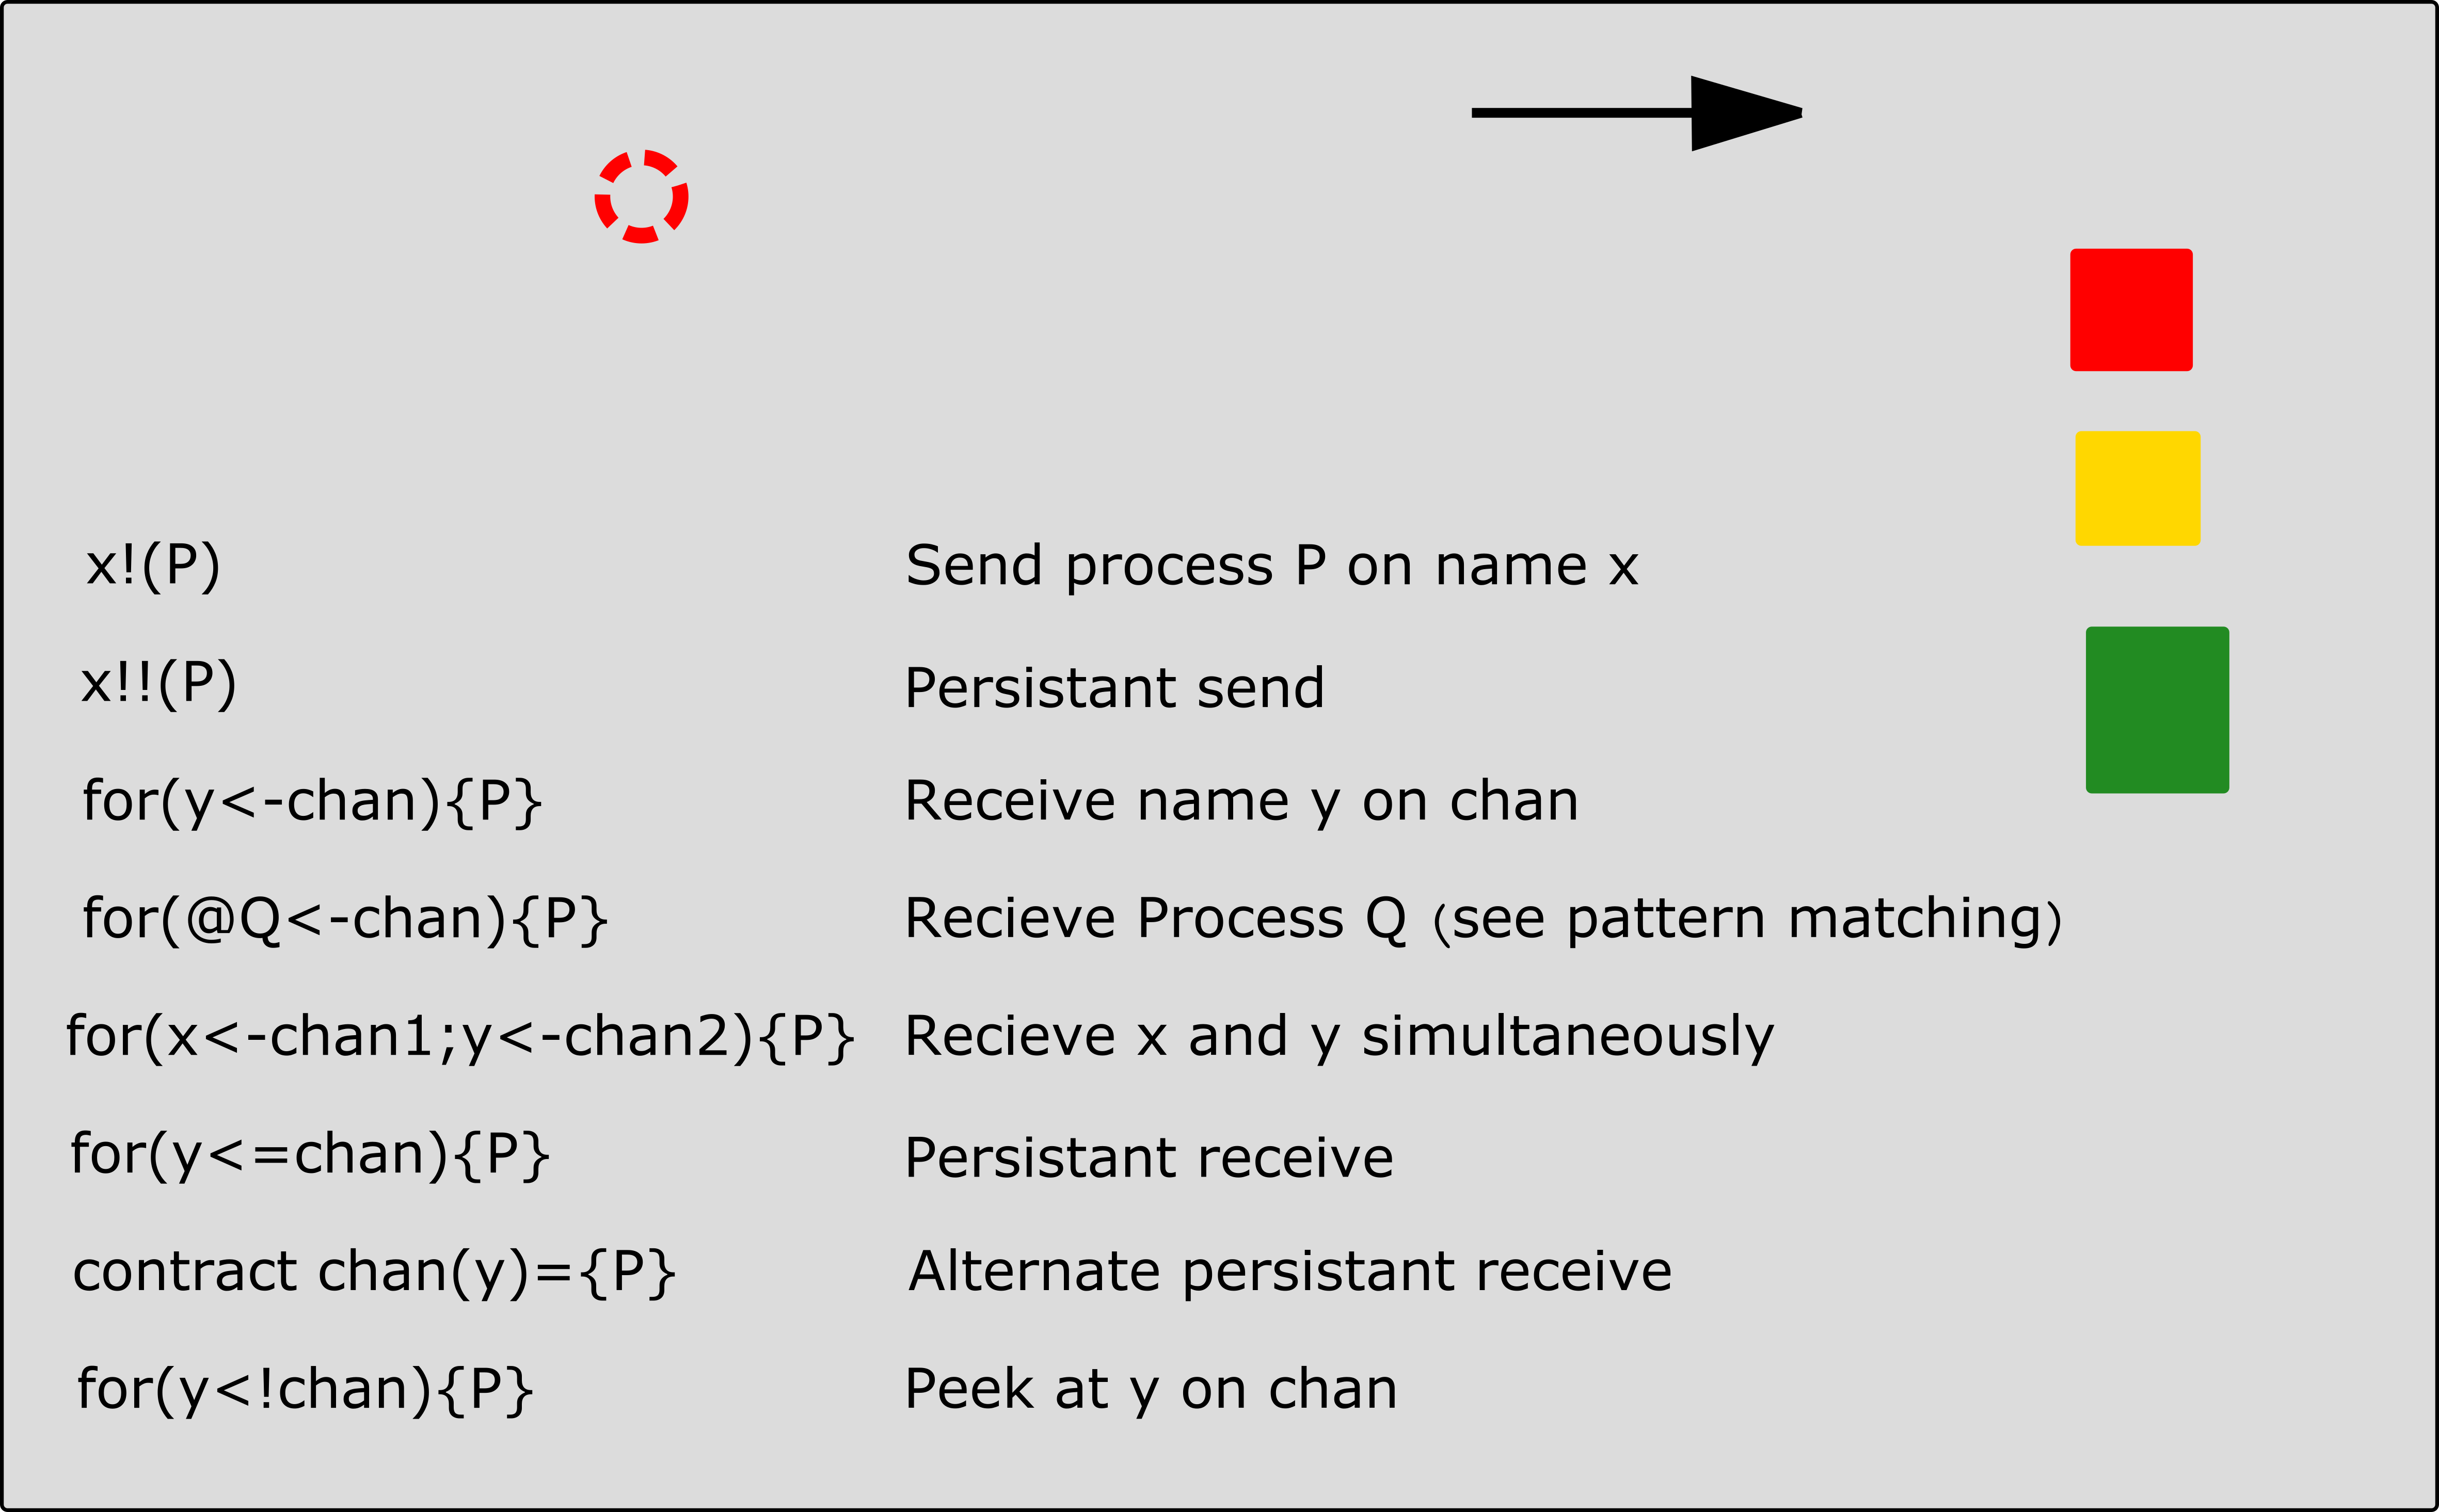 x!(P) Send process P on name x
x!!(P) Persistant send
for(y<-chan){P} Receive name y on chan
for(@Q<-chan){P} Recieve Process Q (see pattern matching)
for(x<-chan1;y<-chan2){P} Recieve x and y simultaneously
for(y<=chan){P} Persistant receive
contract chan(y)={P} Alternate persistant receive
for(y<!chan){P} Peek at y on chan